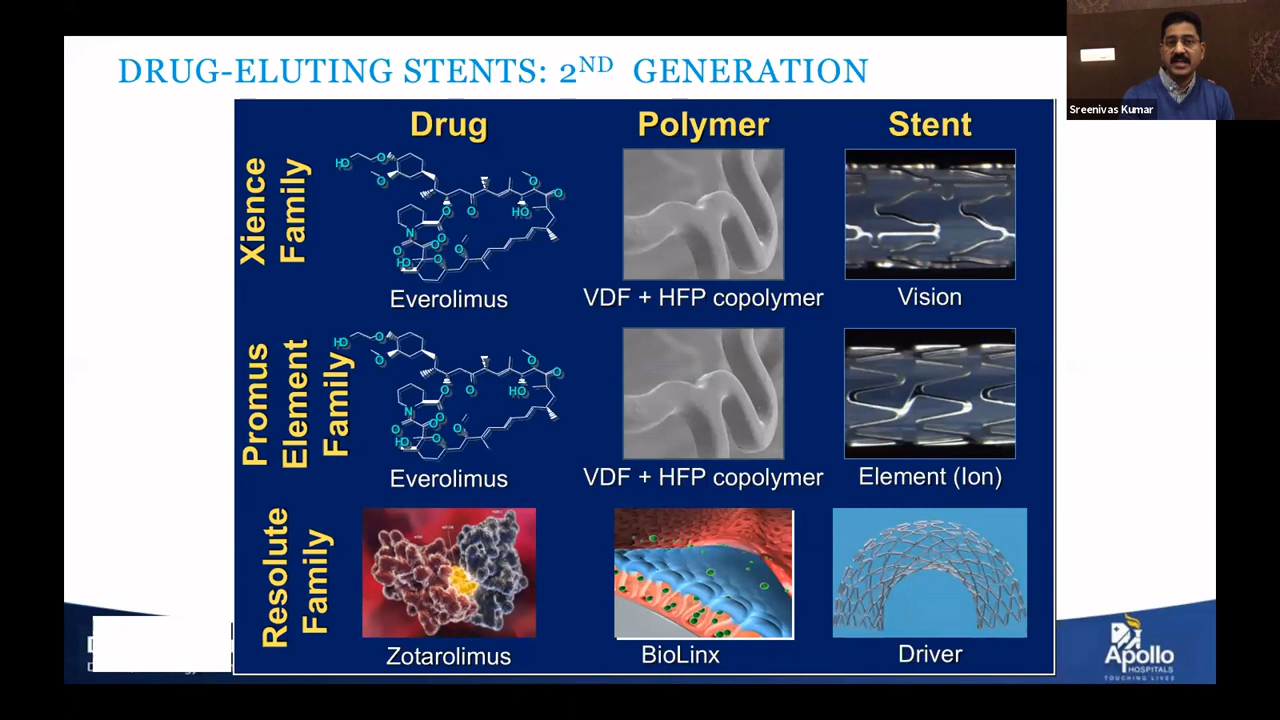 DRUG-ELUTING STENTS: 2ND GENERATION
Sreenivas Kumar
Drug
Polymer
Stent
Xience
Family
Everolimus
VDF + HFP copolymer
Vision
Promus
Element
Family
Everolimus
VDF + HFP copolymer
Element (Ion)
Resolute
Family
Zotarolimus
BioLinx
Driver
Apollo
HOSPITALS
TOUCHING LIVES